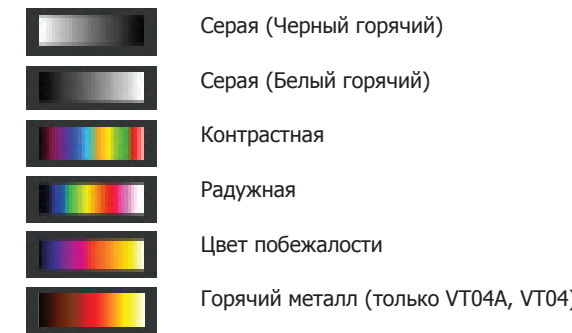 Серая (Черный горячий)
Серая (Белый горячий)
Контрастная
Радужная
Цвет побежалости
Горячий металл (только VT04A, VT04)